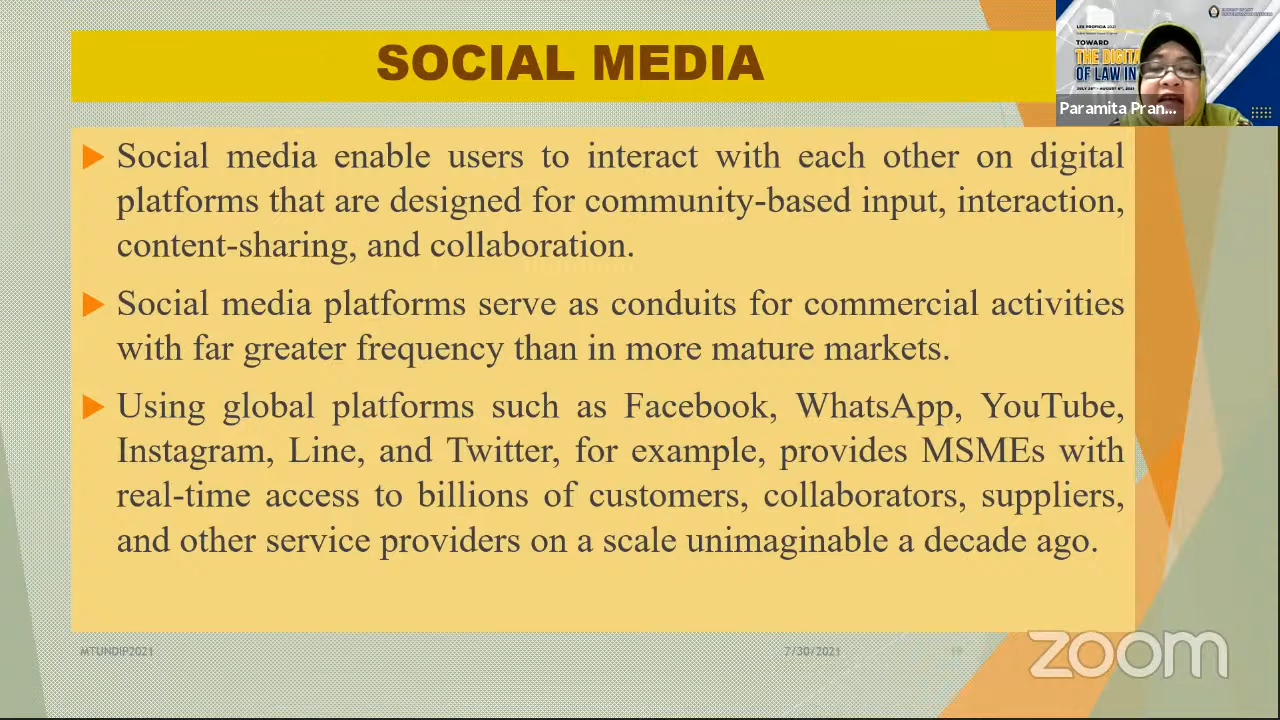 SOCIAL MEDIA
Social media enable users to interact with each other on digital
platforms that are designed for community-based input, interaction,
content-sharing, and collaboration.
Social media platforms serve as conduits for commercial activities
with far greater frequency than in more mature markets.
Using global platforms such as Facebook, WhatsApp, YouTube,
Instagram, Line, and Twitter, for example, provides MSMEs with
real-time access to billions of customers, collaborators, suppliers,
and other service providers on a scale unimaginable a decade ago.
MTUNDIP2021
7/30/2021
19
zoom
TOWARD
THE DIGITA
OF LAW IN
Paramita Pran...